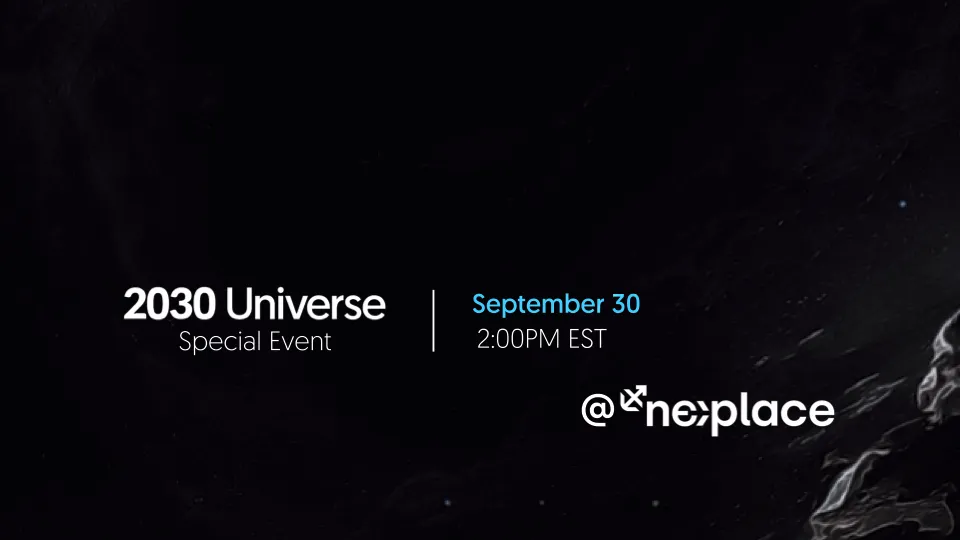 2030 Universe
Special Event
September 30
2:00PM EST
@nexplace